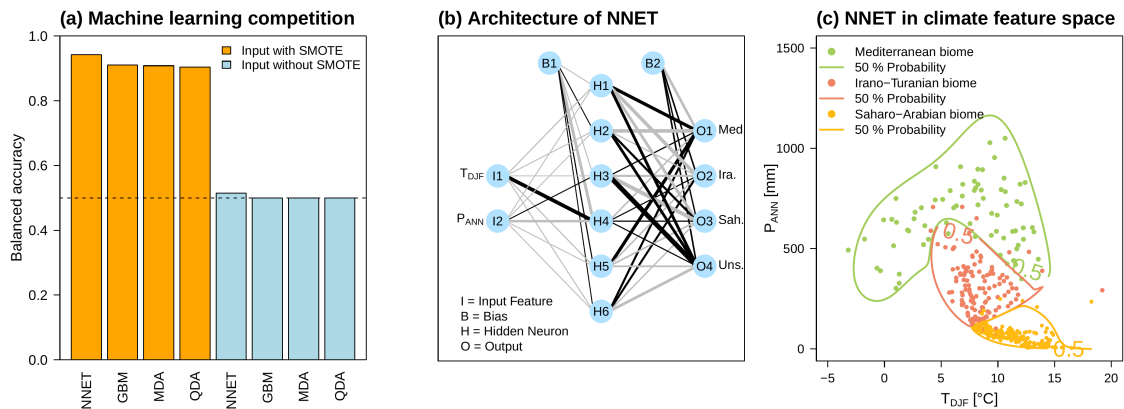 (a) Machine learning competition
Balanced accuracy
1.0
0.8
0.6
0.4
0.2
0.0
Input with SMOTE
Input without SMOTE
NNET
GBM
MDA
QDA
NNET
GBM
MDA
QDA
(b) Architecture of NNET
B1
B2
H1
H2
O1 Med
T_DJF I1
H3
O2 Ira.
P_ANN I2
H4
O3 Sah.
H5
O4 Uns.
H6
I = Input Feature
B = Bias
H = Hidden Neuron
O = Output
(c) NNET in climate feature space
Mediterranean biome
50 % Probability
Irano−Turanian biome
50 % Probability
Saharo−Arabian biome
50 % Probability
P_ANN [mm]
1500
1000
500
0
0.5
0.5
0.5
−5
0
5
10
15
20
T_DJF [°C]